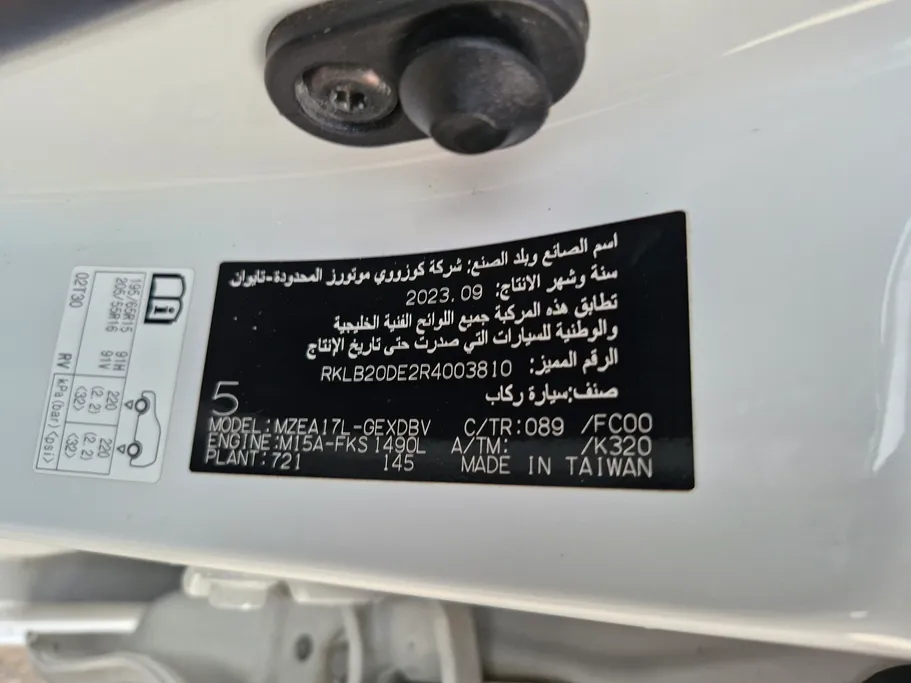 اسم الصانع وبلد الصنع: شركة كوزووي موتورز المحدودة-تايوان
سنة وشهر الانتاج: 2023.09
تطابق هذه المركبة جميع اللوائح الفنية الخليجية
والوطنية للسيارات التي صدرت حتى تاريخ الإنتاج
الرقم المميز: RKLB20DE2R4003810
صنف:سيارة ركاب
5
MODEL:MZEA17L-GEXDBV C/TR:089 /FC00
ENGINE:M15A-FKS 1490L A/TM: /K320
PLANT:721 145 MADE IN TAIWAN
195/65R15 91H 220 (2.2) <32> 220 (2.2) <32>
205/55R16 91V
RV kPa(bar)<psi>
02T30